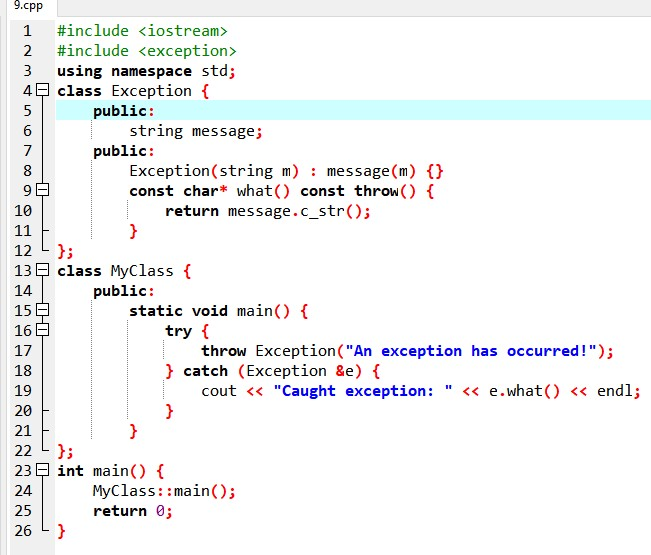 9.cpp
1 #include <iostream>
2 #include <exception>
3 using namespace std;
4 class Exception {
5 public:
6 string message;
7 public:
8 Exception(string m) : message(m) {}
9 const char* what() const throw() {
10 return message.c_str();
11 }
12 };
13 class MyClass {
14 public:
15 static void main() {
16 try {
17 throw Exception("An exception has occurred!");
18 } catch (Exception &e) {
19 cout << "Caught exception: " << e.what() << endl;
20 }
21 }
22 };
23 int main() {
24 MyClass::main();
25 return 0;
26 }